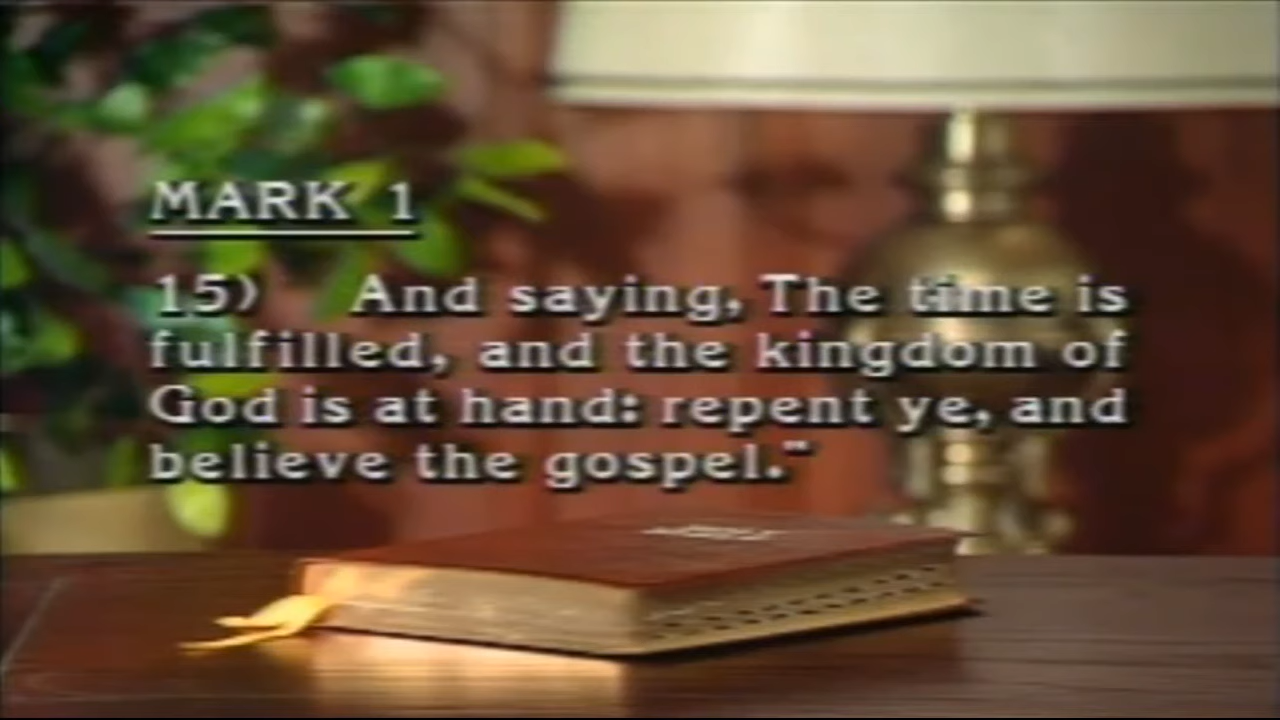 MARK 1
15) And saying, The time is
fulfilled, and the kingdom of
God is at hand: repent ye, and
believe the gospel."